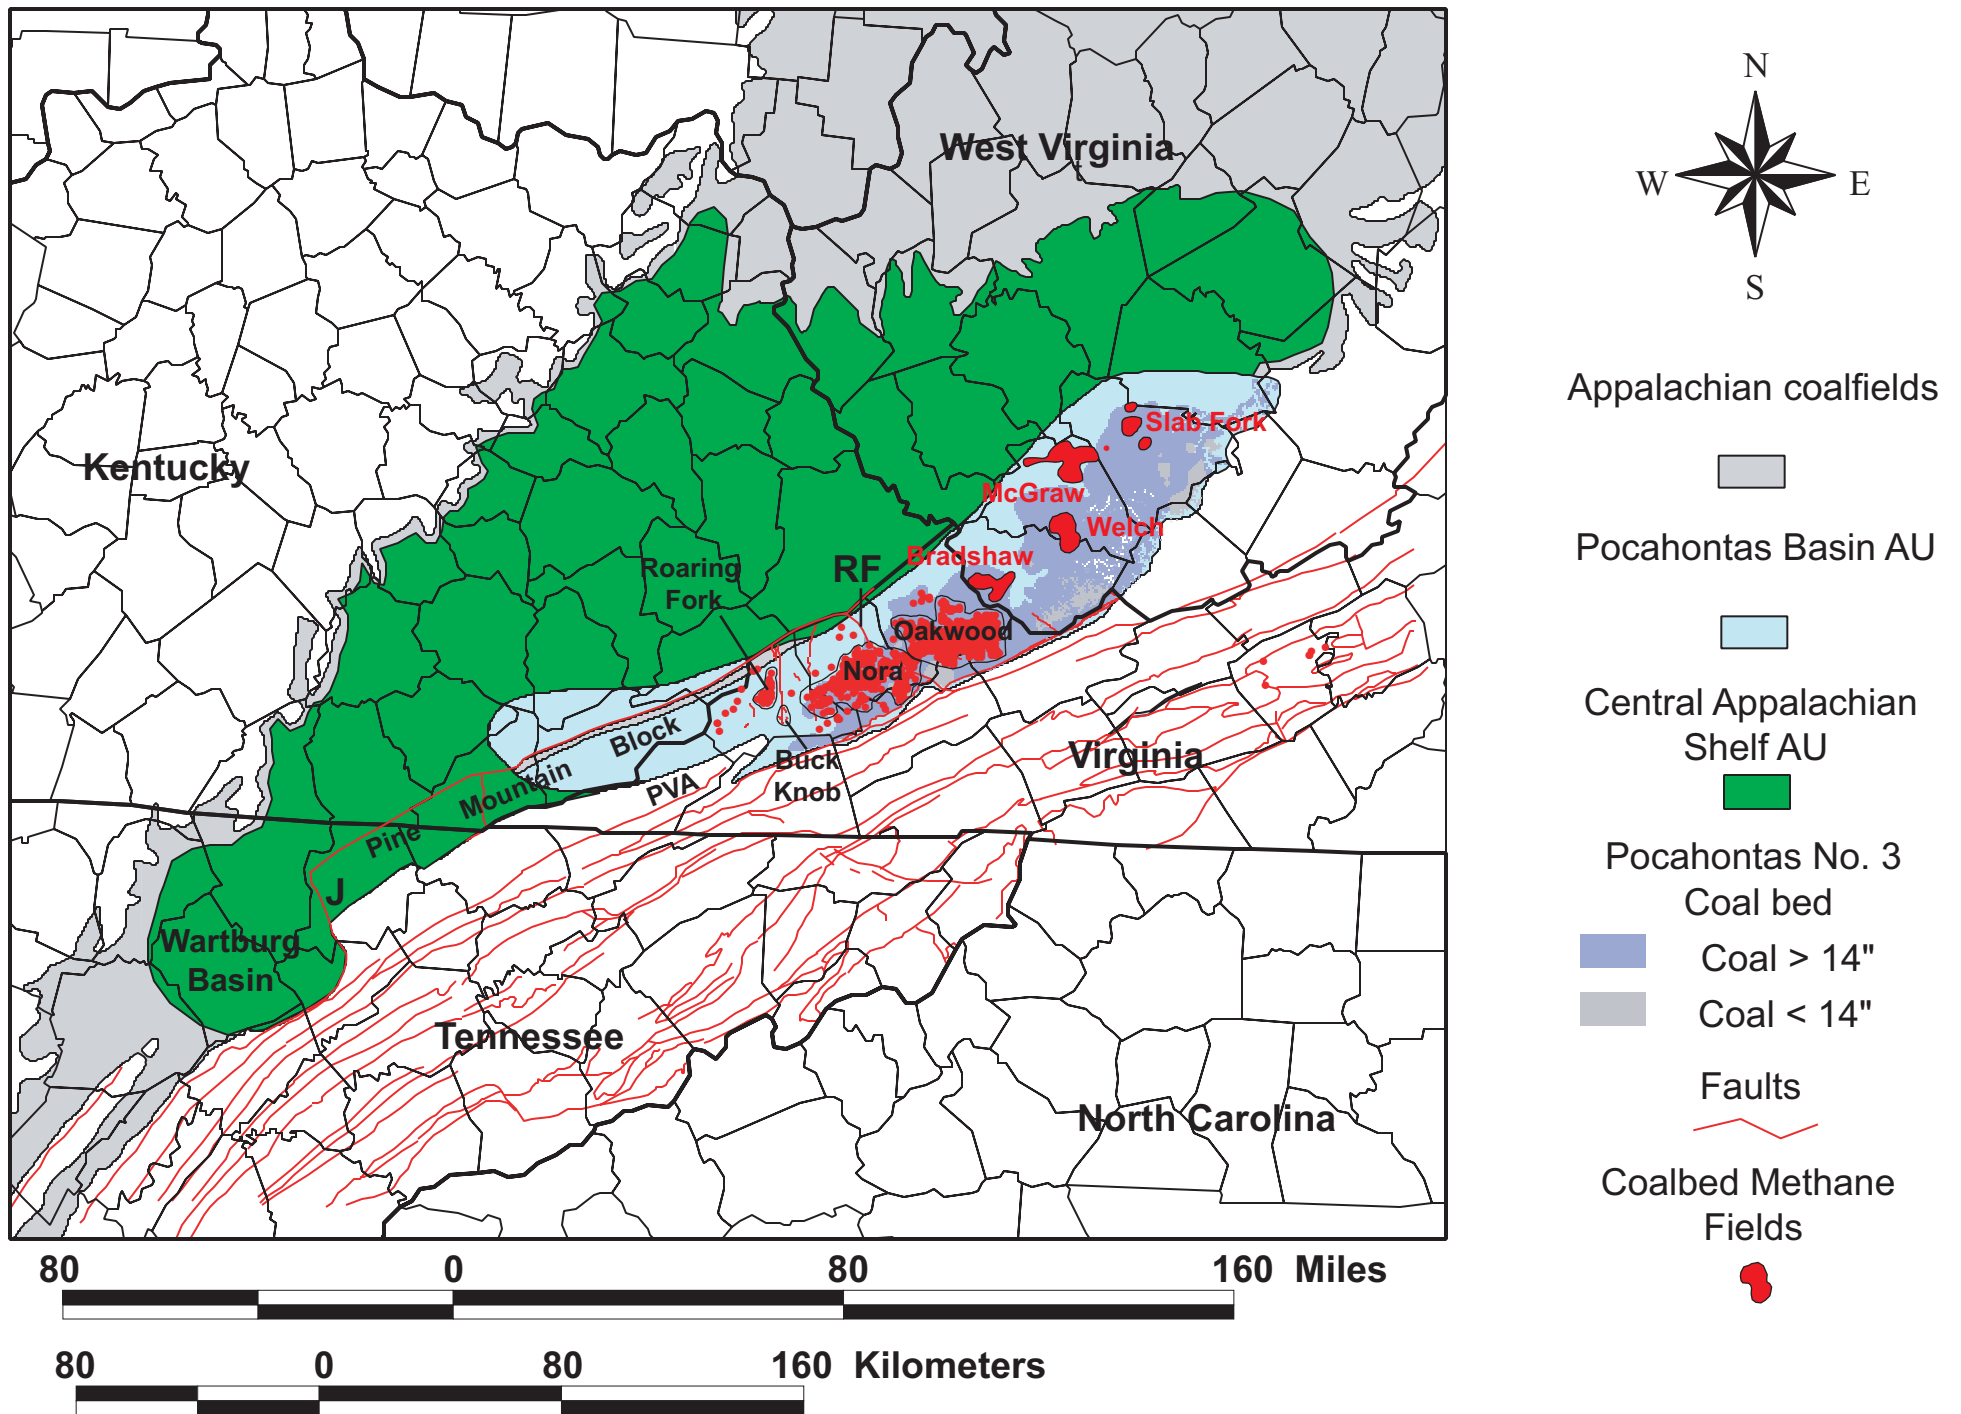 West Virginia
Kentucky
Slab Fork
McGraw
Welch
Bradshaw
RF
Roaring
Fork
Oakwood
Nora
Block
Mountain
Pine
PVA
Buck
Knob
Virginia
J
Wartburg
Basin
Tennessee
North Carolina
80 0 80 160 Miles
80 0 80 160 Kilometers
N
W E
S
Appalachian coalfields
Pocahontas Basin AU
Central Appalachian
Shelf AU
Pocahontas No. 3
Coal bed
Coal > 14"
Coal < 14"
Faults
Coalbed Methane
Fields